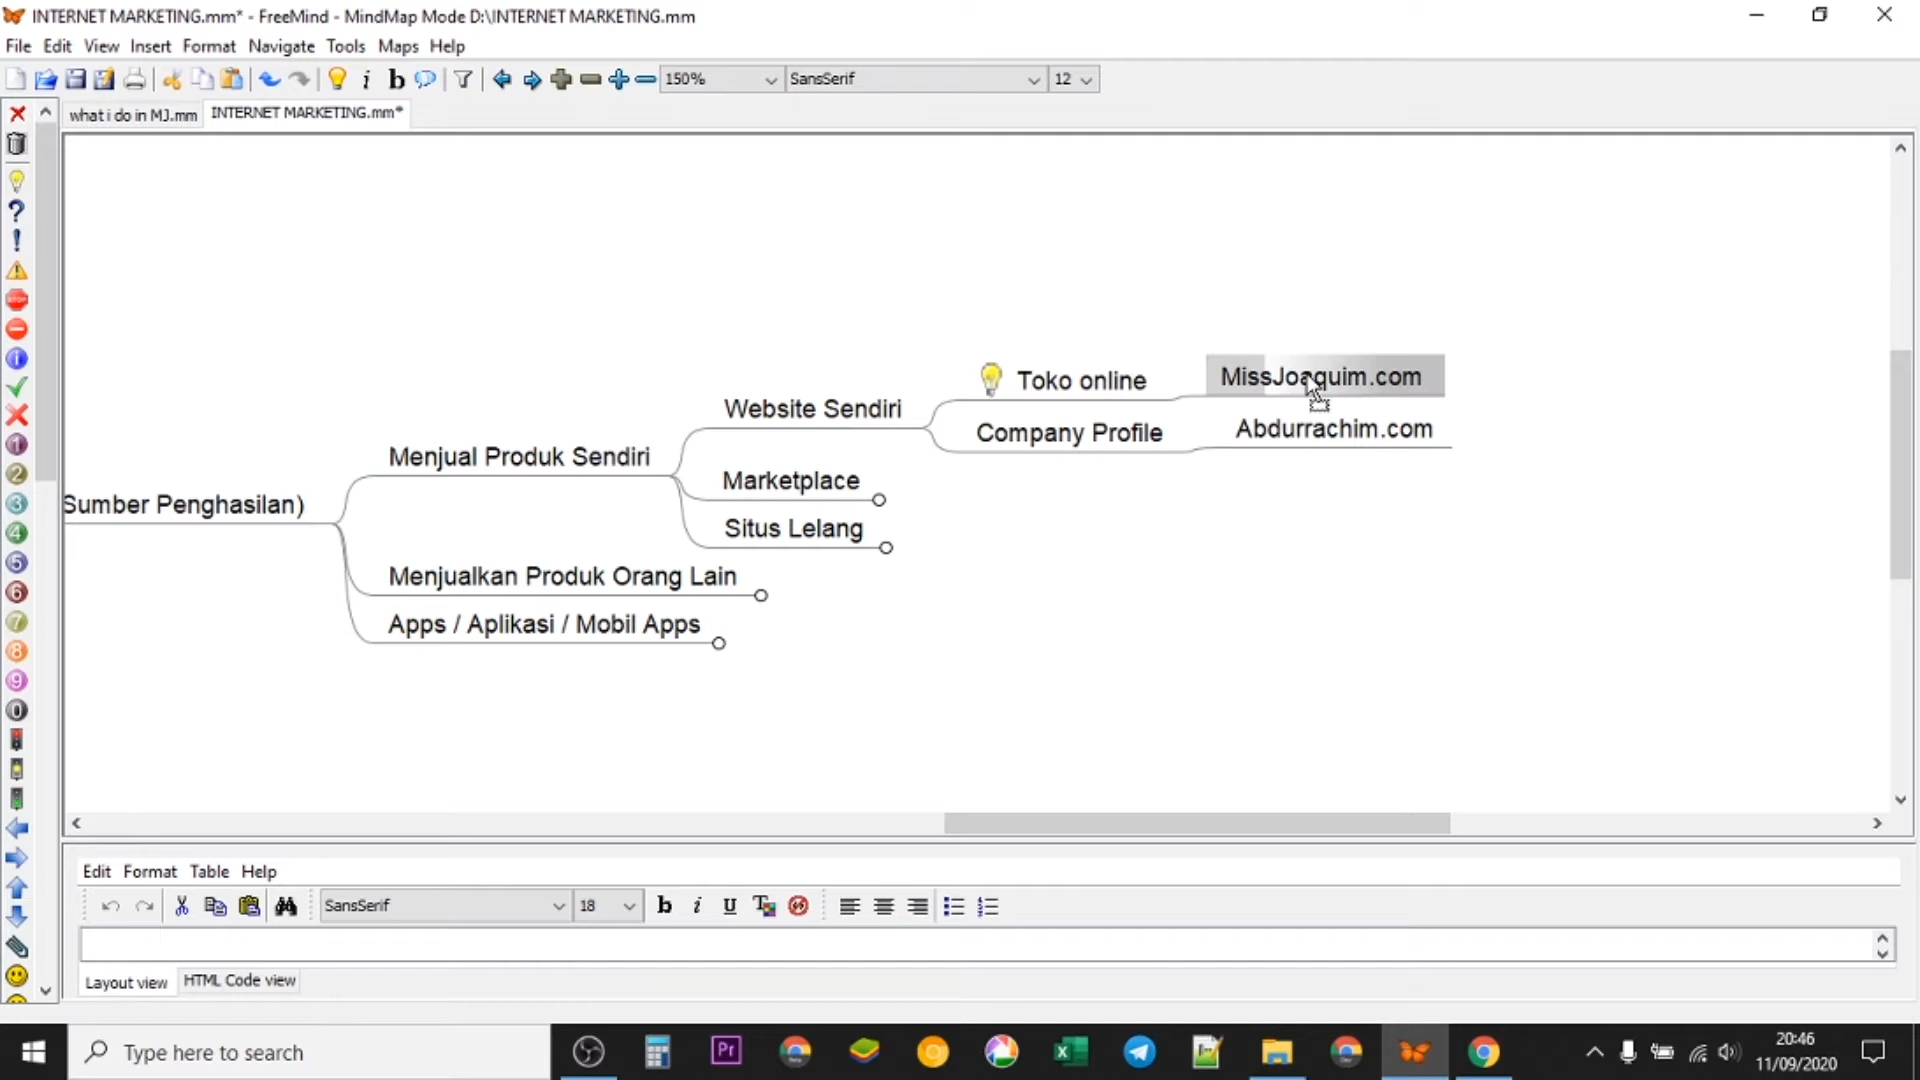 INTERNET MARKETING.mm* - FreeMind - MindMap Mode D:\INTERNET MARKETING.mm
File Edit View Insert Format Navigate Tools Maps Help
i b 150% SansSerif 12
what i do in MJ.mm INTERNET MARKETING.mm*
Toko online MissJoaquim.com
Website Sendiri
Company Profile Abdurrachim.com
Menjual Produk Sendiri
Marketplace
Sumber Penghasilan)
Situs Lelang
Menjualkan Produk Orang Lain
Apps / Aplikasi / Mobil Apps
Edit Format Table Help
SansSerif 18 b i U
Layout view HTML Code view
Type here to search
Pr
20:46
11/09/2020